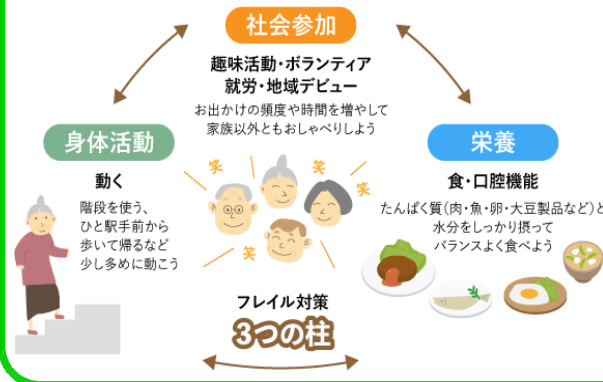 社会参加
趣味活動・ボランティア
就労・地域デビュー
お出かけの頻度や時間を増やして
家族以外ともおしゃべりしよう
身体活動
動く
階段を使う、
ひと駅手前から
歩いて帰るなど
少し多めに動こう
笑
笑
笑
笑
栄養
食・口腔機能
たんぱく質(肉・魚・卵・大豆製品など)と
水分をしっかり摂って
バランスよく食べよう
フレイル対策
3つの柱